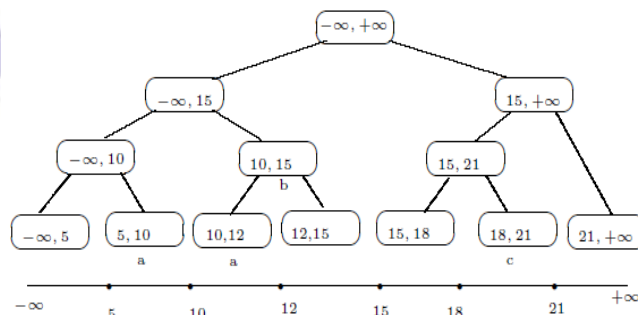 −∞, +∞
−∞, 15 15, +∞
−∞, 10 10, 15 15, 21
b
−∞, 5 5, 10 10,12 12,15 15, 18 18, 21 21, +∞
a a c
−∞ 5 10 12 15 18 21 +∞